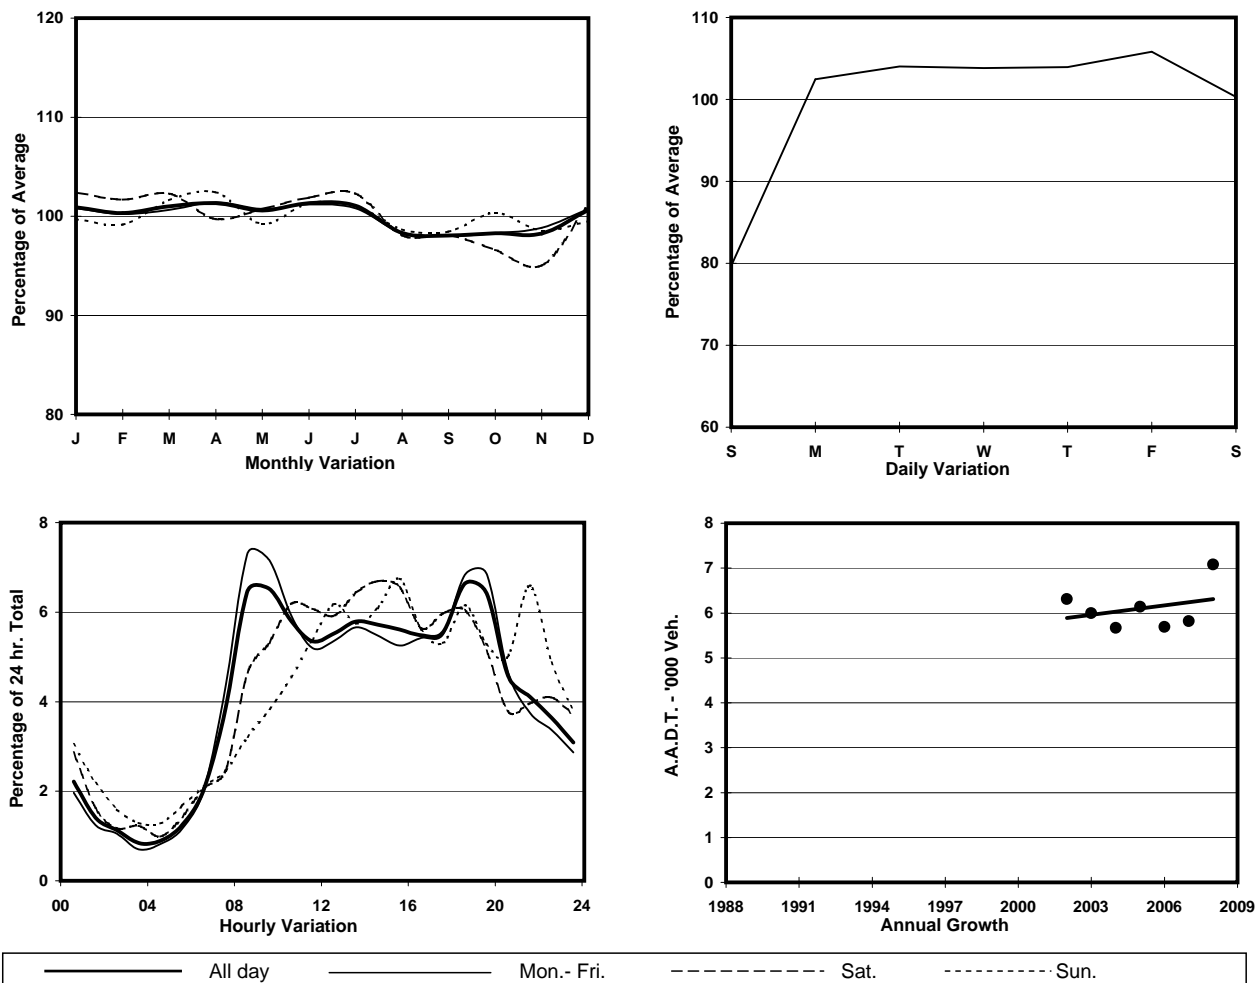 120
110
100
90
80
Percentage of Average
J F M A M J J A S O N D
Monthly Variation
110
100
90
80
70
60
Percentage of Average
S M T W T F S
Daily Variation
8
6
4
2
0
Percentage of 24 hr. Total
00 04 08 12 16 20 24
Hourly Variation
8
7
6
5
4
3
2
1
0
A.A.D.T. - '000 Veh.
1988 1991 1994 1997 2000 2003 2006 2009
Annual Growth
All day Mon.- Fri. Sat. Sun.